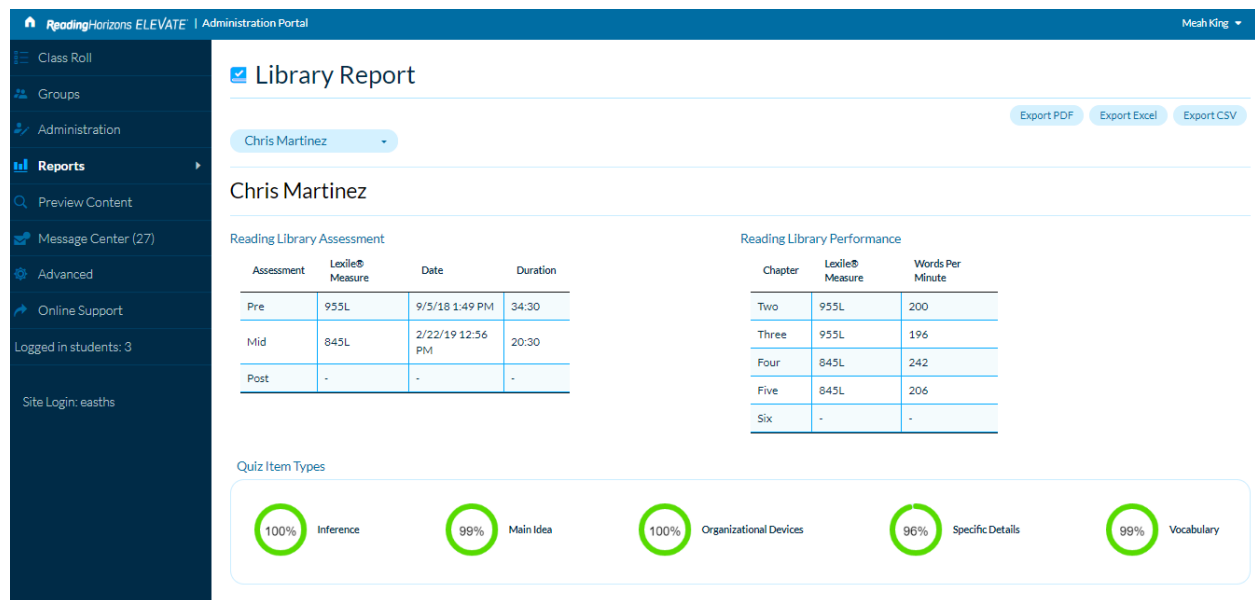 ReadingHorizons ELEVATE | Administration Portal
Meah King
Class Roll
Groups
Administration
Reports
Preview Content
Message Center (27)
Advanced
Online Support
Logged in students: 3
Site Login: easths
Library Report
Export PDF Export Excel Export CSV
Chris Martinez
Chris Martinez
Reading Library Assessment
Assessment Lexile® Measure Date Duration
Pre 955L 9/5/18 1:49 PM 34:30
Mid 845L 2/22/19 12:56 PM 20:30
Post - - -
Reading Library Performance
Chapter Lexile® Measure Words Per Minute
Two 955L 200
Three 955L 196
Four 845L 242
Five 845L 206
Six - -
Quiz Item Types
100% Inference 99% Main Idea 100% Organizational Devices 96% Specific Details 99% Vocabulary